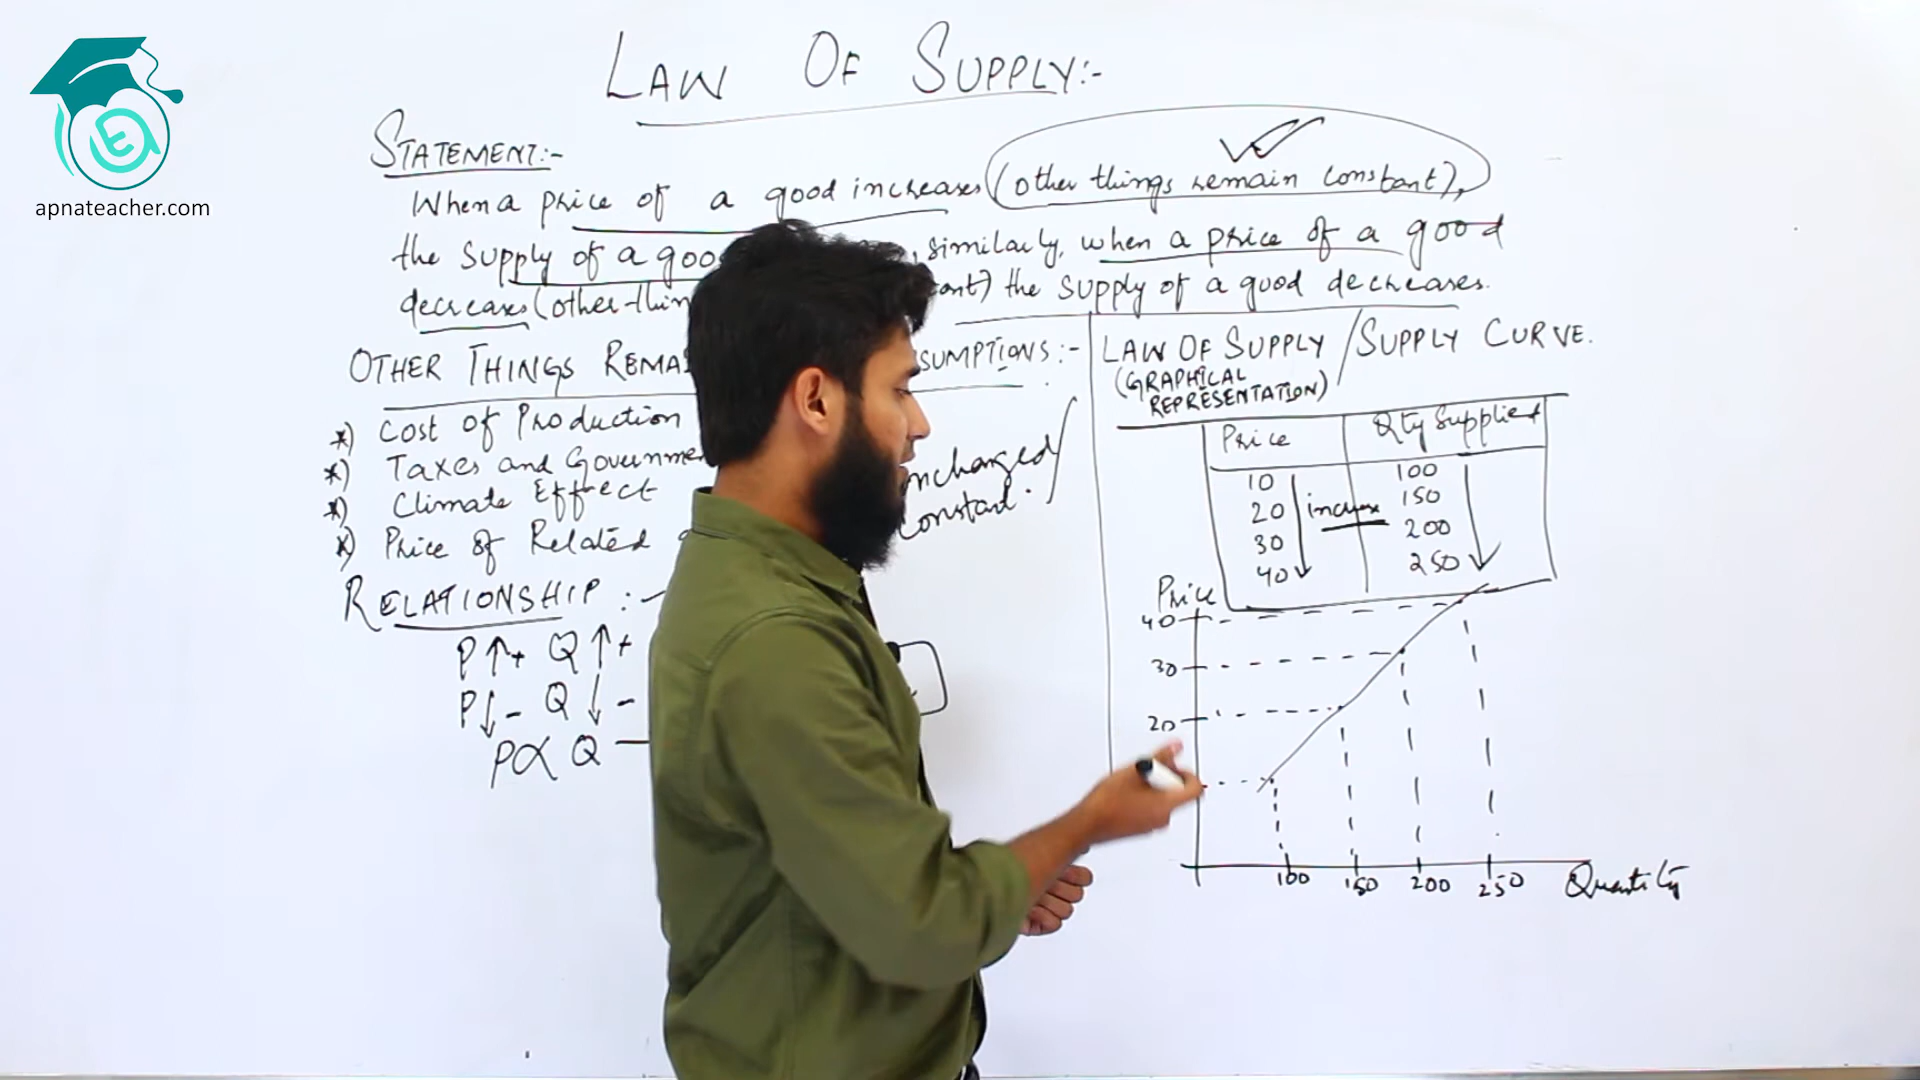 apnateacher.com
LAW OF SUPPLY:-
STATEMENT:-
When a price of a good increases (other things remain constant),
the supply of a good , similarly, when a price of a good
decreases (other thin ant) the supply of a good decreases.
OTHER THINGS REMAI SUMPTIONS:-
*) Cost of Production
*) Taxes and Governmen
*) Climate Effect
*) Price of Related
unchanged
constant.
RELATIONSHIP :-
P↑+ Q↑+
P↓- Q↓-
P∝ Q —
LAW OF SUPPLY / SUPPLY CURVE.
(GRAPHICAL
REPRESENTATION)
Price Qty Supplied
10 100
20 increase 150
30 200
40 250
Price
40
30
20
100 150 200 250 Quantity